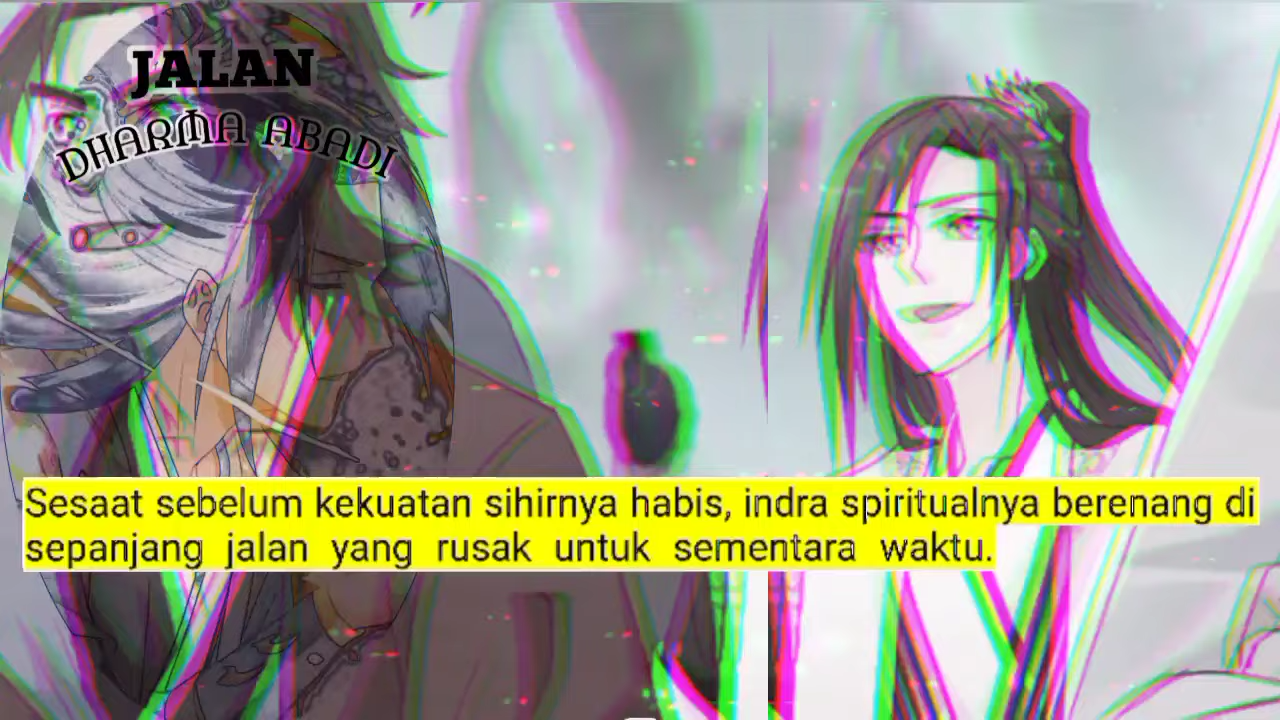 JALAN
DHARMA ABADI
Sesaat sebelum kekuatan sihirnya habis, indra spiritualnya berenang di
sepanjang jalan yang rusak untuk sementara waktu.